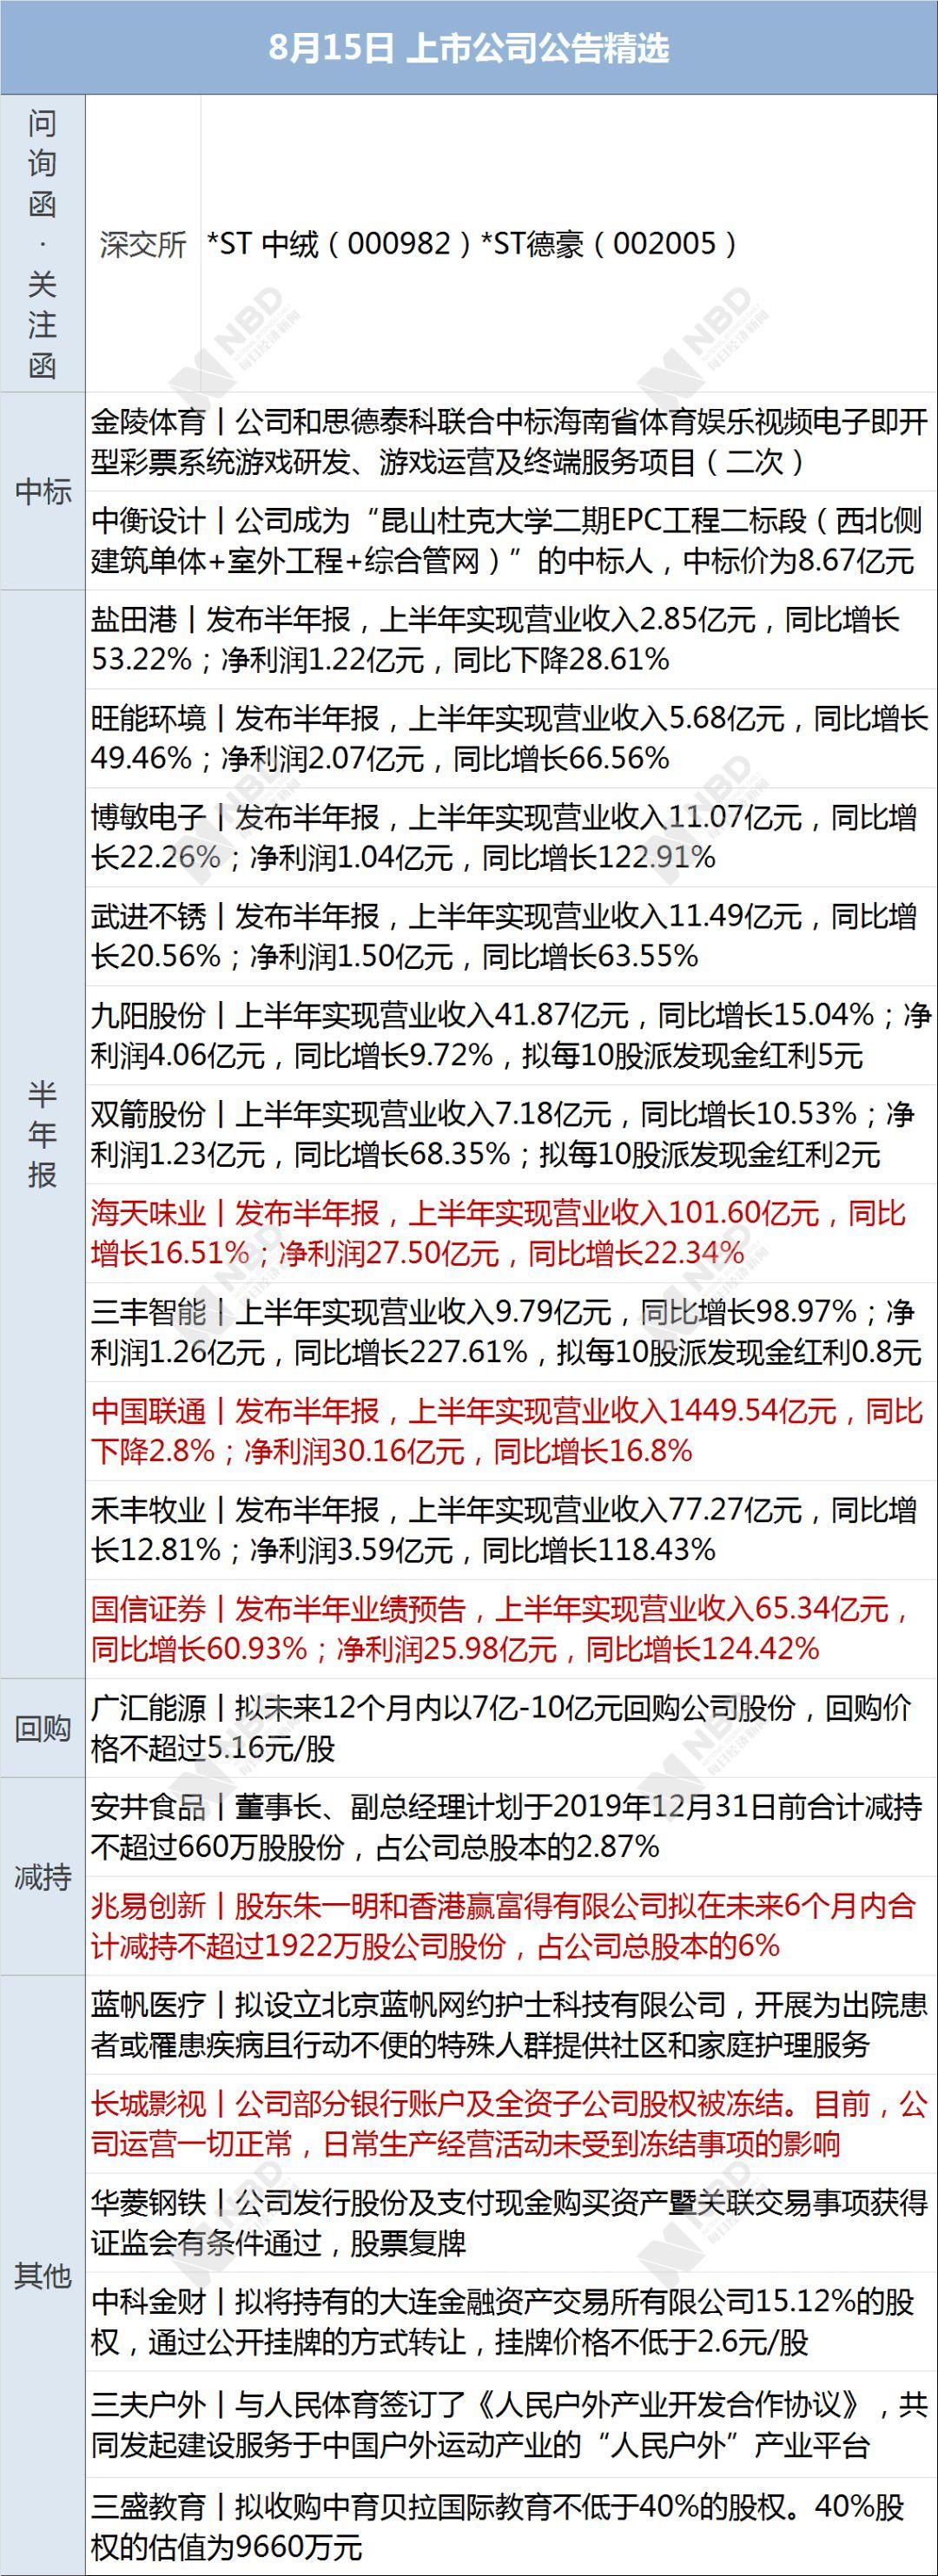 8月15日 上市公司公告精选
问
询
函
·
关
注
函
深交所
*ST 中绒（000982）*ST德豪（002005）
中标
金陵体育丨公司和思德泰科联合中标海南省体育娱乐视频电子即开
型彩票系统游戏研发、游戏运营及终端服务项目（二次）
中衡设计丨公司成为“昆山杜克大学二期EPC工程二标段（西北侧
建筑单体+室外工程+综合管网）”的中标人，中标价为8.67亿元
半
年
报
盐田港丨发布半年报，上半年实现营业收入2.85亿元，同比增长
53.22%；净利润1.22亿元，同比下降28.61%
旺能环境丨发布半年报，上半年实现营业收入5.68亿元，同比增长
49.46%；净利润2.07亿元，同比增长66.56%
博敏电子丨发布半年报，上半年实现营业收入11.07亿元，同比增
长22.26%；净利润1.04亿元，同比增长122.91%
武进不锈丨发布半年报，上半年实现营业收入11.49亿元，同比增
长20.56%；净利润1.50亿元，同比增长63.55%
九阳股份丨上半年实现营业收入41.87亿元，同比增长15.04%；净
利润4.06亿元，同比增长9.72%，拟每10股派发现金红利5元
双箭股份丨上半年实现营业收入7.18亿元，同比增长10.53%；净
利润1.23亿元，同比增长68.35%；拟每10股派发现金红利2元
海天味业丨发布半年报，上半年实现营业收入101.60亿元，同比
增长16.51%；净利润27.50亿元，同比增长22.34%
三丰智能丨上半年实现营业收入9.79亿元，同比增长98.97%；净
利润1.26亿元，同比增长227.61%，拟每10股派发现金红利0.8元
中国联通丨发布半年报，上半年实现营业收入1449.54亿元，同比
下降2.8%；净利润30.16亿元，同比增长16.8%
禾丰牧业丨发布半年报，上半年实现营业收入77.27亿元，同比增
长12.81%；净利润3.59亿元，同比增长118.43%
国信证券丨发布半年业绩预告，上半年实现营业收入65.34亿元，
同比增长60.93%；净利润25.98亿元，同比增长124.42%
回购
广汇能源丨拟未来12个月内以7亿-10亿元回购公司股份，回购价
格不超过5.16元/股
减持
安井食品丨董事长、副总经理计划于2019年12月31日前合计减持
不超过660万股股份，占公司总股本的2.87%
兆易创新丨股东朱一明和香港赢富得有限公司拟在未来6个月内合
计减持不超过1922万股公司股份，占公司总股本的6%
其他
蓝帆医疗丨拟设立北京蓝帆网约护士科技有限公司，开展为出院患
者或罹患疾病且行动不便的特殊人群提供社区和家庭护理服务
长城影视丨公司部分银行账户及全资子公司股权被冻结。目前，公
司运营一切正常，日常生产经营活动未受到冻结事项的影响
华菱钢铁丨公司发行股份及支付现金购买资产暨关联交易事项获得
证监会有条件通过，股票复牌
中科金财丨拟将持有的大连金融资产交易所有限公司15.12%的股
权，通过公开挂牌的方式转让，挂牌价格不低于2.6元/股
三夫户外丨与人民体育签订了《人民户外产业开发合作协议》，共
同发起建设服务于中国户外运动产业的“人民户外”产业平台
三盛教育丨拟收购中育贝拉国际教育不低于40%的股权。40%股
权的估值为9660万元
NBD
每日经济新闻